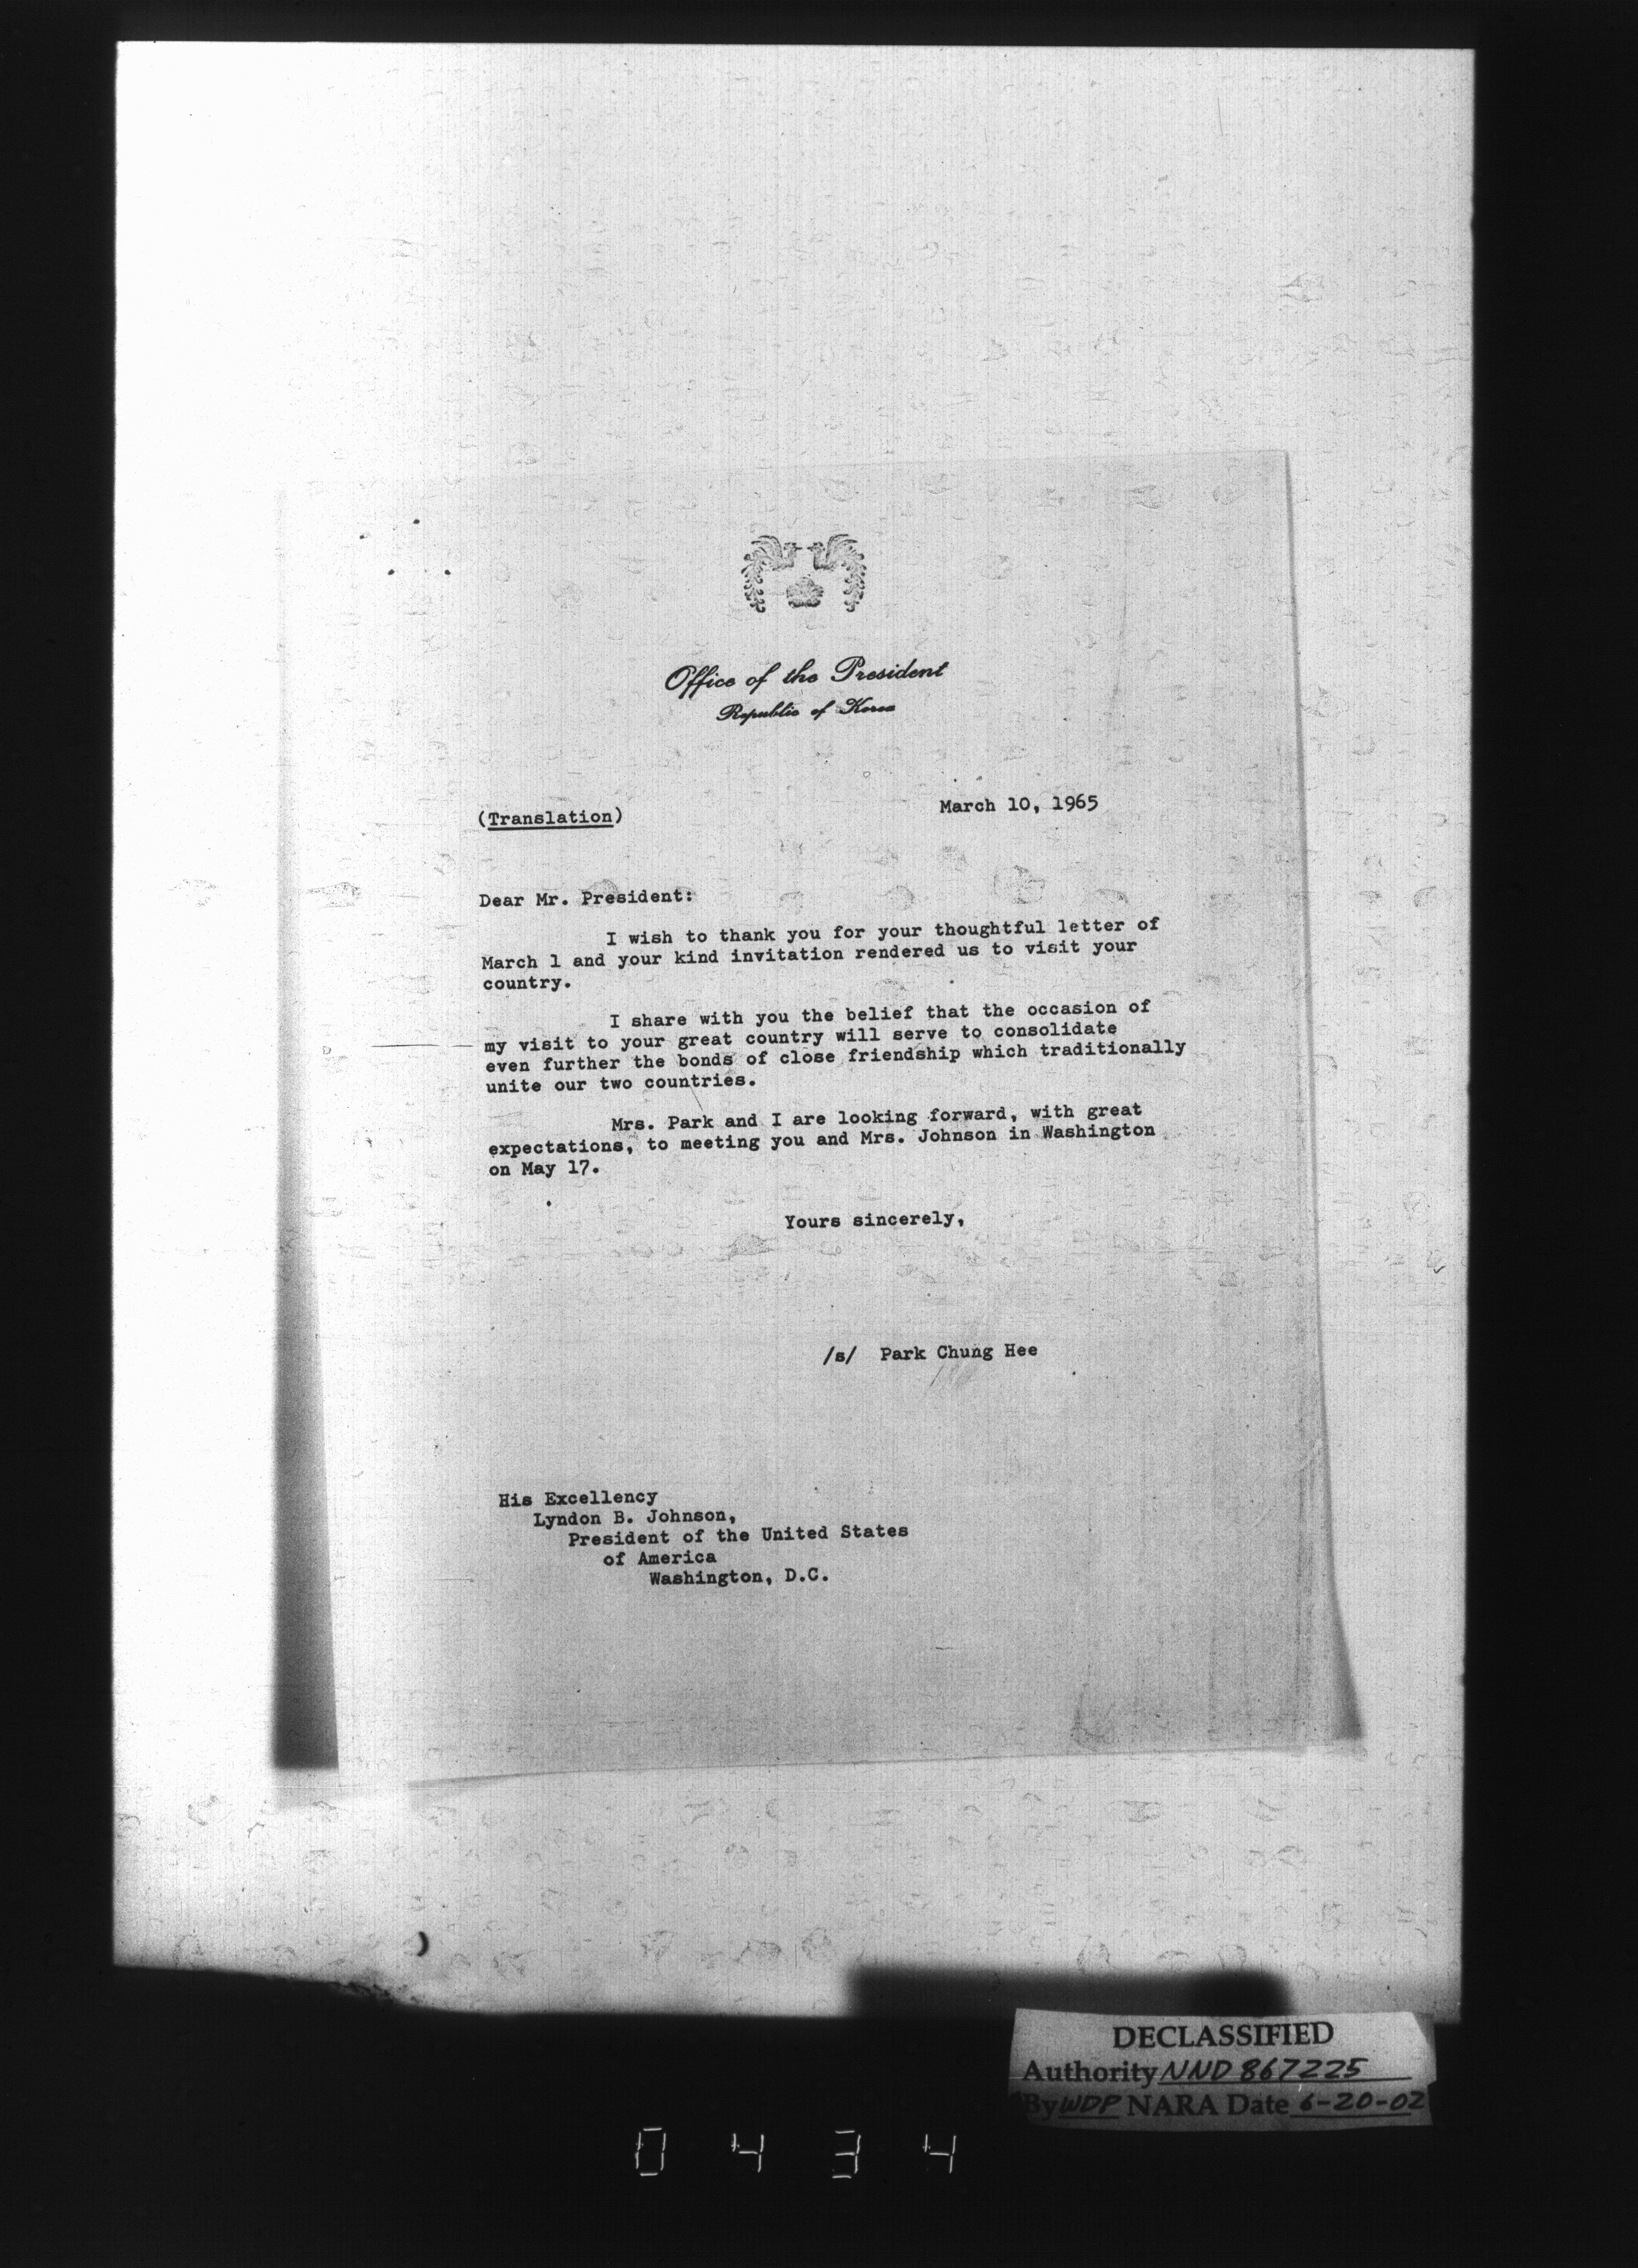 Office of the President
Republic of Korea
March 10, 1965
(Translation)
Dear Mr. President:
I wish to thank you for your thoughtful letter of
March 1 and your kind invitation rendered us to visit your
country.
I share with you the belief that the occasion of
my visit to your great country will serve to consolidate
even further the bonds of close friendship which traditionally
unite our two countries.
Mrs. Park and I are looking forward, with great
expectations, to meeting you and Mrs. Johnson in Washington
on May 17.
Yours sincerely,
/s/ Park Chung Hee
His Excellency
Lyndon B. Johnson,
President of the United States
of America
Washington, D.C.
DECLASSIFIED
Authority NND 867225
By WDP NARA Date 6-20-02
0 4 3 4